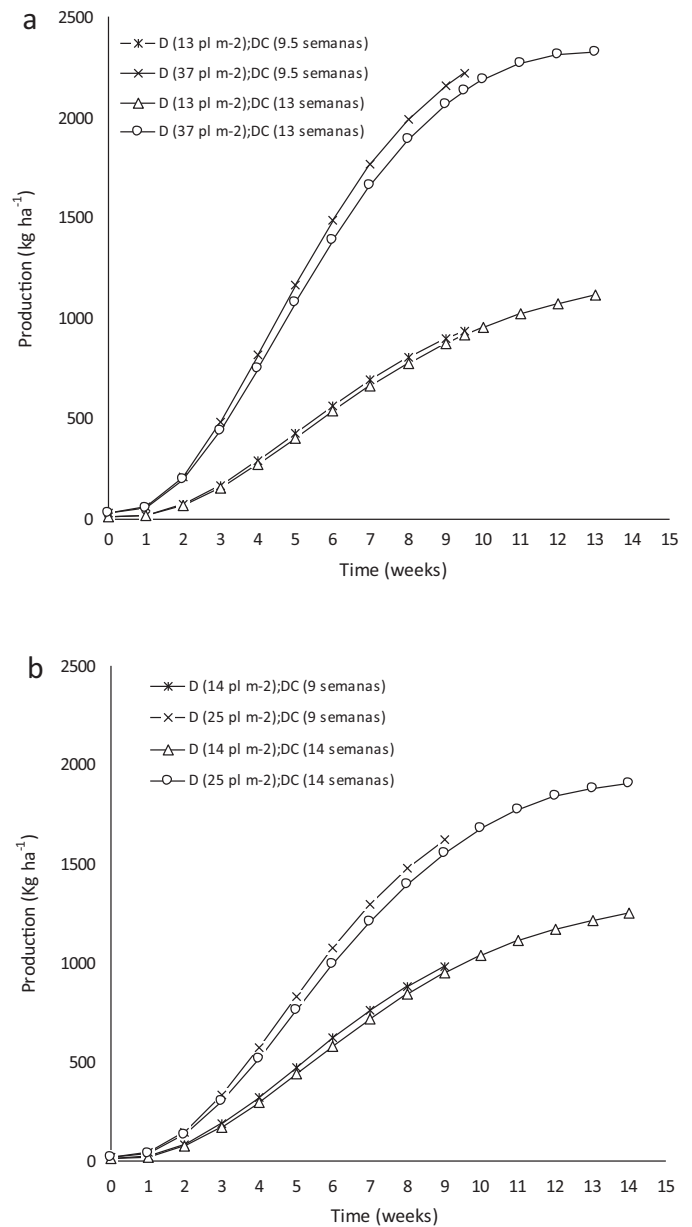 a
D (13 pl m-2);DC (9.5 semanas)
D (37 pl m-2);DC (9.5 semanas)
D (13 pl m-2);DC (13 semanas)
D (37 pl m-2);DC (13 semanas)
2500
2000
1500
1000
500
0
Production (kg ha⁻¹)
0 1 2 3 4 5 6 7 8 9 10 11 12 13 14 15
Time (weeks)
b
D (14 pl m-2);DC (9 semanas)
D (25 pl m-2);DC (9 semanas)
D (14 pl m-2);DC (14 semanas)
D (25 pl m-2);DC (14 semanas)
2500
2000
1500
1000
500
0
Production (Kg ha⁻¹)
0 1 2 3 4 5 6 7 8 9 10 11 12 13 14 15
Time (weeks)